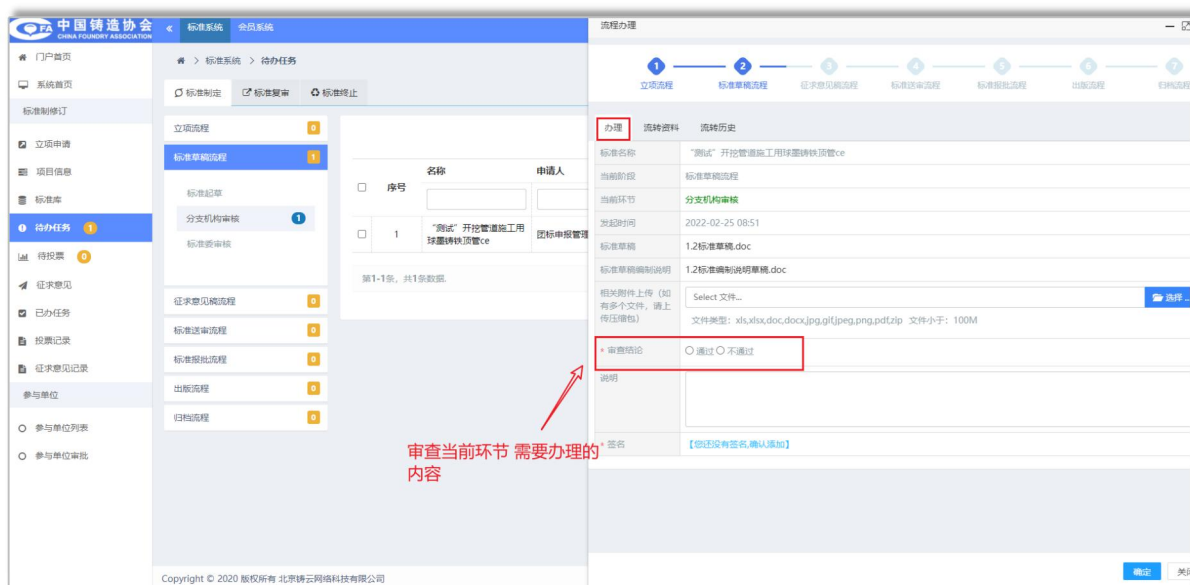 FA 中国铸造协会
CHINA FOUNDRY ASSOCIATION
« 标准系统 会员系统
门户首页
系统首页
标准制修订
立项申请
项目信息
标准库
待办任务 1
待投票 0
征求意见
已办任务
投票记录
征求意见记录
参与单位
参与单位列表
参与单位审批
> 标准系统 > 待办任务
标准制定 标准复审 标准终止
立项流程 0
标准草稿流程 1
标准起草
分支机构审核 1
标准委审核
征求意见稿流程 0
标准送审流程 0
标准报批流程 0
出版流程 0
归档流程 0
序号 名称 申请人
1 “测试”开挖管道施工用球墨铸铁顶管ce 团标申报管理
第1-1条，共1条数据.
流程办理
1 2 3 4 5 6 7
立项流程 标准草稿流程 征求意见稿流程 标准送审流程 标准报批流程 出版流程 归档流程
办理 流转资料 流转历史
标准名称 “测试”开挖管道施工用球墨铸铁顶管ce
当前阶段 标准草稿流程
当前环节 分支机构审核
发起时间 2022-02-25 08:51
标准草稿 1.2标准草稿.doc
标准草稿编制说明 1.2标准编制说明草稿.doc
相关附件上传（如有多个文件，请上传压缩包） Select 文件... 选择 ...
文件类型：xls,xlsx,doc,docx,jpg,gif,jpeg,png,pdf,zip 文件小于：100M
* 审查结论 通过 不通过
说明
* 签名 【您还没有签名,确认添加】
审查当前环节 需要办理的
内容
确定 关闭
Copyright © 2020 版权所有 北京铸云网络科技有限公司